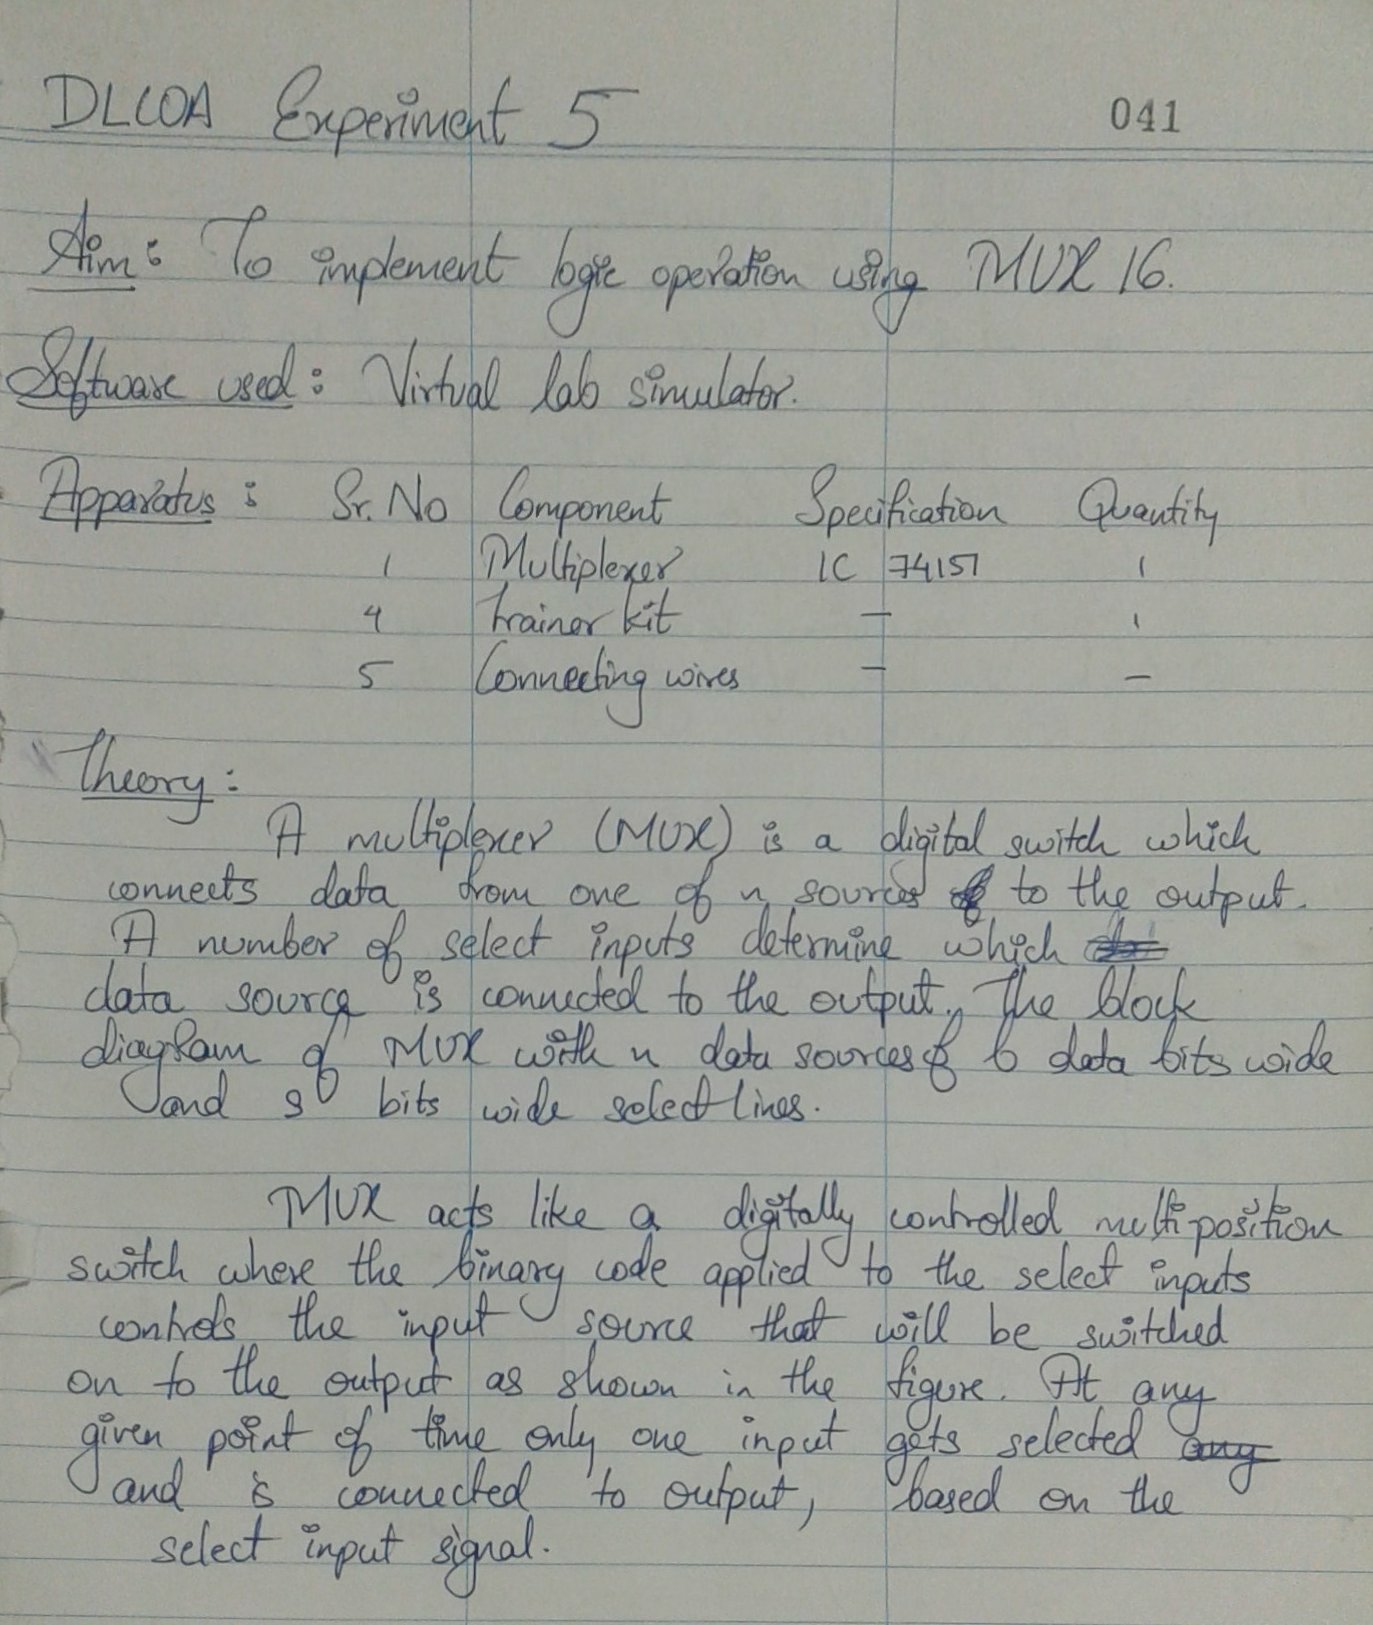 DLCOA Experiment 5 041
Aim: To implement logic operation using MUX 16.
Software used: Virtual lab simulator.
Apparatus: Sr. No Component Specification Quantity
1 Multiplexer IC 74151 1
4 trainer kit — 1
5 Connecting wires — —
Theory:
A multiplexer (MUX) is a digital switch which
connects data from one of n sources to the output.
A number of select inputs determine which
data source is connected to the output. The block
diagram of MUX with n data sources of b data bits wide
and s bits wide select lines.
MUX acts like a digitally controlled multi position
switch where the binary code applied to the select inputs
controls the input source that will be switched
on to the output as shown in the figure. At any
given point of time only one input gets selected any
and is connected to output, based on the
select input signal.